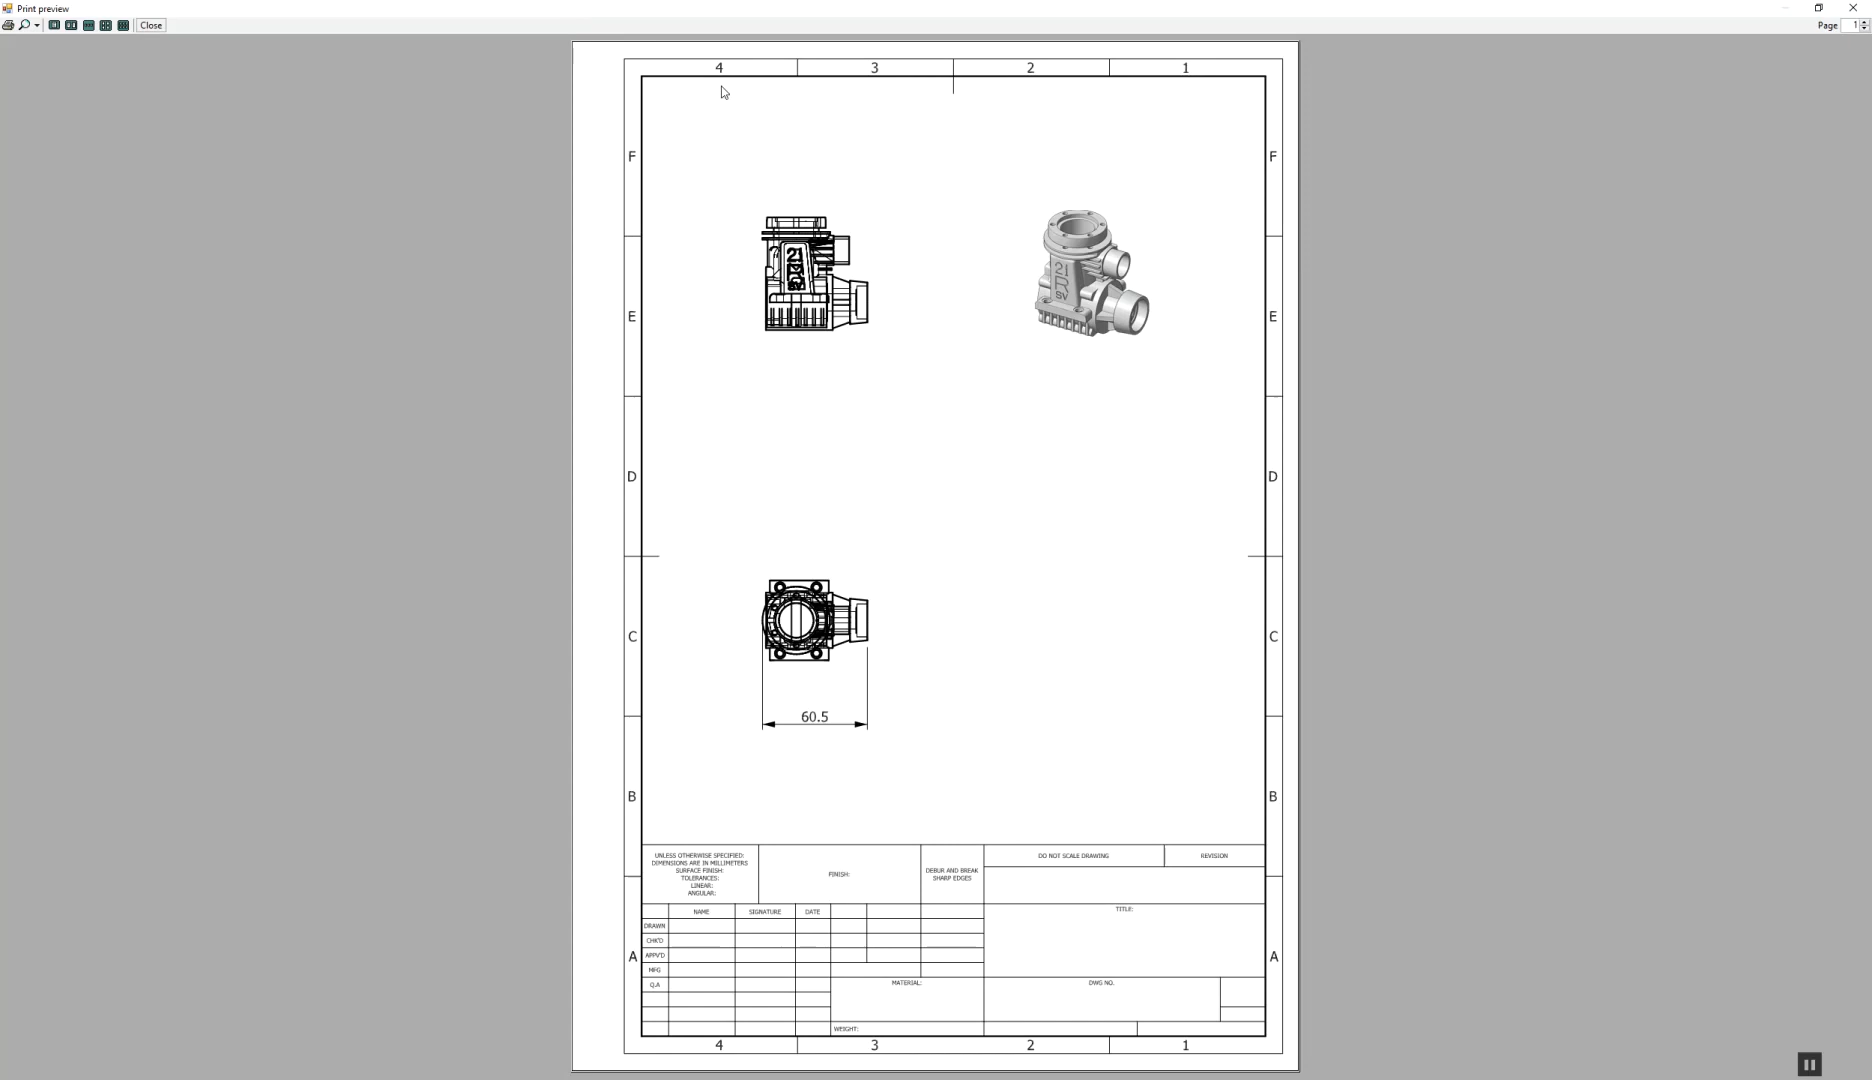 Print preview
Close
Page 1
4 3 2 1
F F
21
R
SV
21
R
SV
E E
D D
C C
60.5
B B
UNLESS OTHERWISE SPECIFIED:
DIMENSIONS ARE IN MILLIMETERS
SURFACE FINISH:
TOLERANCES:
LINEAR:
ANGULAR:
FINISH:
DEBUR AND BREAK
SHARP EDGES
DO NOT SCALE DRAWING
REVISION
NAME SIGNATURE DATE
TITLE:
DRAWN
CHK'D
APPV'D
MFG
Q.A
A A
MATERIAL:
DWG NO.
WEIGHT:
4 3 2 1